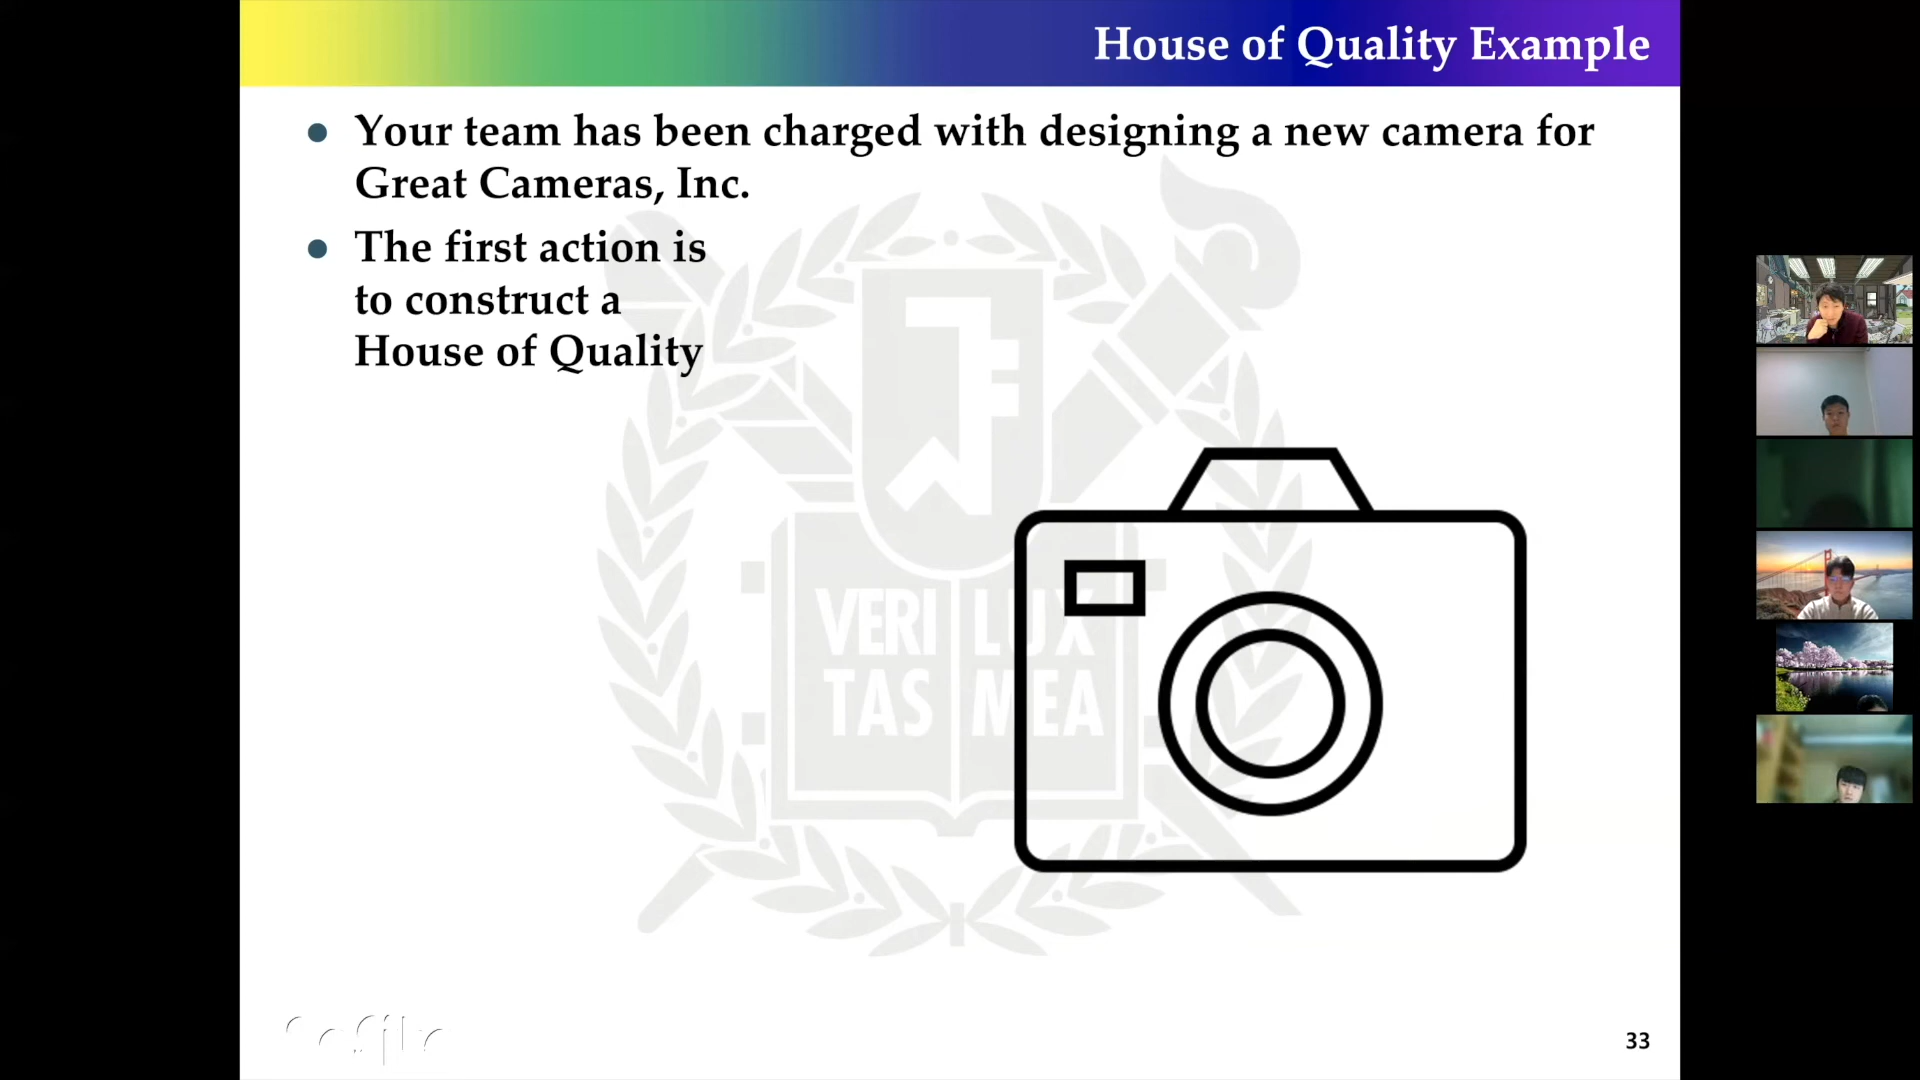 House of Quality Example
Your team has been charged with designing a new camera for
Great Cameras, Inc.
The first action is
to construct a
House of Quality
VERI LUX
TAS MEA
33